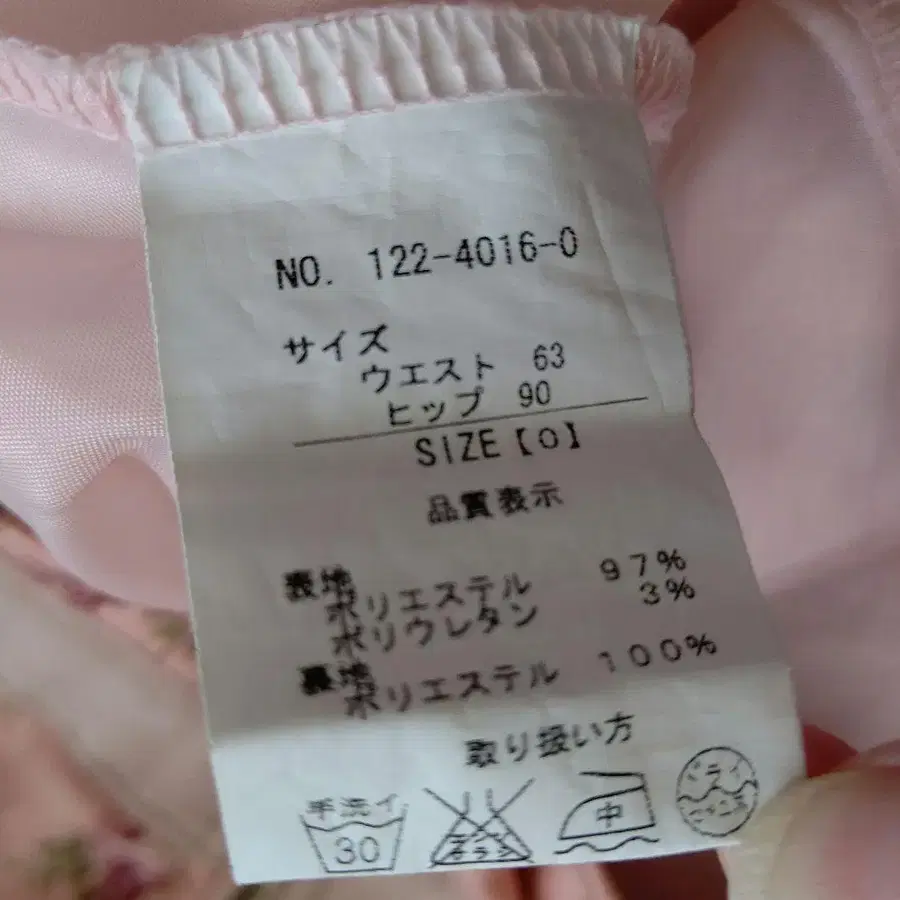 NO. 122-4016-0
サイズ
ウエスト 63
ヒップ 90
SIZE【0】
品質表示
表地
ポリエステル 97%
ポリウレタン 3%
裏地
ポリエステル 100%
取り扱い方
手洗イ
30
中
ドライ